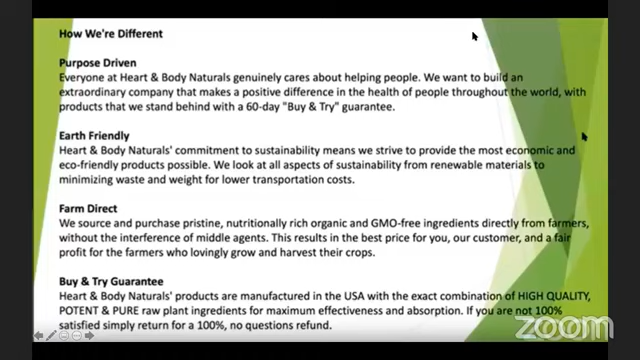 How We're Different
Purpose Driven
Everyone at Heart & Body Naturals genuinely cares about helping people. We want to build an
extraordinary company that makes a positive difference in the health of people throughout the world, with
products that we stand behind with a 60-day "Buy & Try" guarantee.
Earth Friendly
Heart & Body Naturals' commitment to sustainability means we strive to provide the most economic and
eco-friendly products possible. We look at all aspects of sustainability from renewable materials to
minimizing waste and weight for lower transportation costs.
Farm Direct
We source and purchase pristine, nutritionally rich organic and GMO-free ingredients directly from farmers,
without the interference of middle agents. This results in the best price for you, our customer, and a fair
profit for the farmers who lovingly grow and harvest their crops.
Buy & Try Guarantee
Heart & Body Naturals' products are manufactured in the USA with the exact combination of HIGH QUALITY,
POTENT & PURE raw plant ingredients for maximum effectiveness and absorption. If you are not 100%
satisfied simply return for a 100%, no questions refund.
zoom